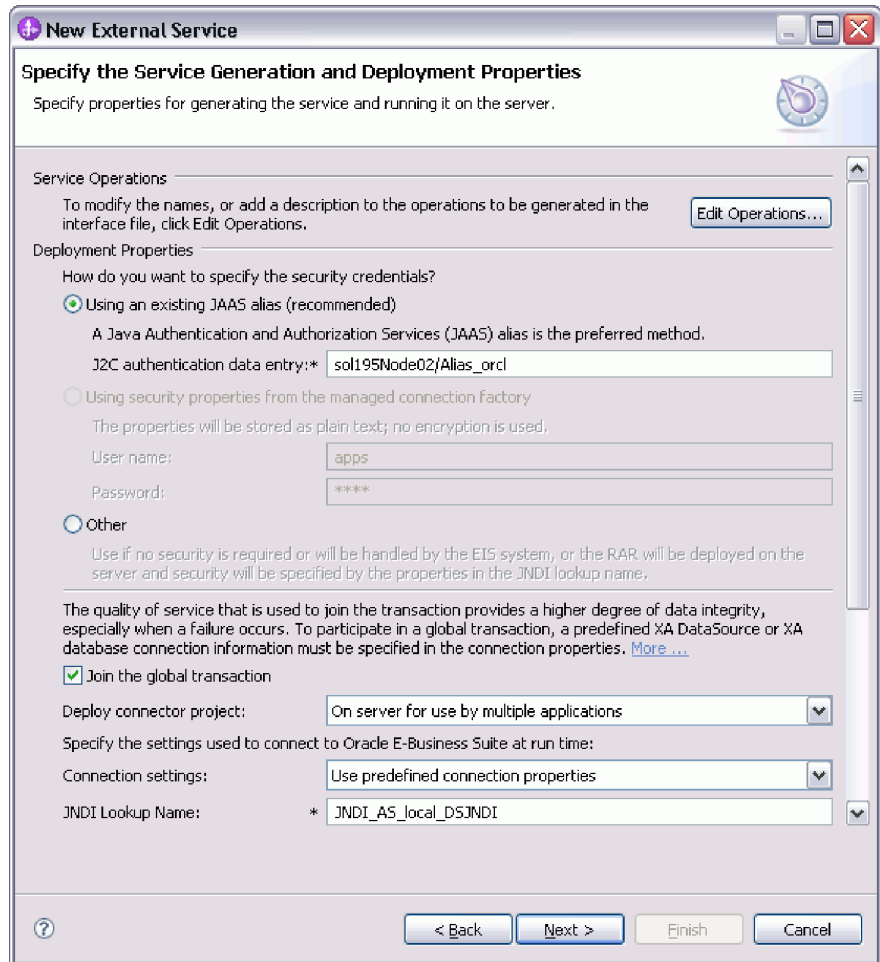 New External Service
Specify the Service Generation and Deployment Properties
Specify properties for generating the service and running it on the server.
Service Operations
To modify the names, or add a description to the operations to be generated in the
interface file, click Edit Operations.
Edit Operations...
Deployment Properties
How do you want to specify the security credentials?
Using an existing JAAS alias (recommended)
A Java Authentication and Authorization Services (JAAS) alias is the preferred method.
J2C authentication data entry:* sol195Node02/Alias_orcl
Using security properties from the managed connection factory
The properties will be stored as plain text; no encryption is used.
User name: apps
Password: ****
Other
Use if no security is required or will be handled by the EIS system, or the RAR will be deployed on the
server and security will be specified by the properties in the JNDI lookup name.
The quality of service that is used to join the transaction provides a higher degree of data integrity,
especially when a failure occurs. To participate in a global transaction, a predefined XA DataSource or XA
database connection information must be specified in the connection properties. More ...
Join the global transaction
Deploy connector project: On server for use by multiple applications
Specify the settings used to connect to Oracle E-Business Suite at run time:
Connection settings: Use predefined connection properties
JNDI Lookup Name: * JNDI_AS_local_DSJNDI
? < Back Next > Finish Cancel